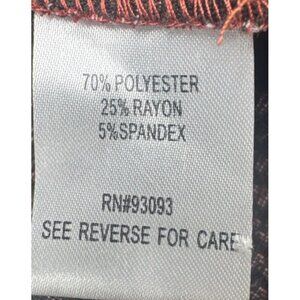 70% POLYESTER
25% RAYON
5%SPANDEX
RN#93093
SEE REVERSE FOR CARE